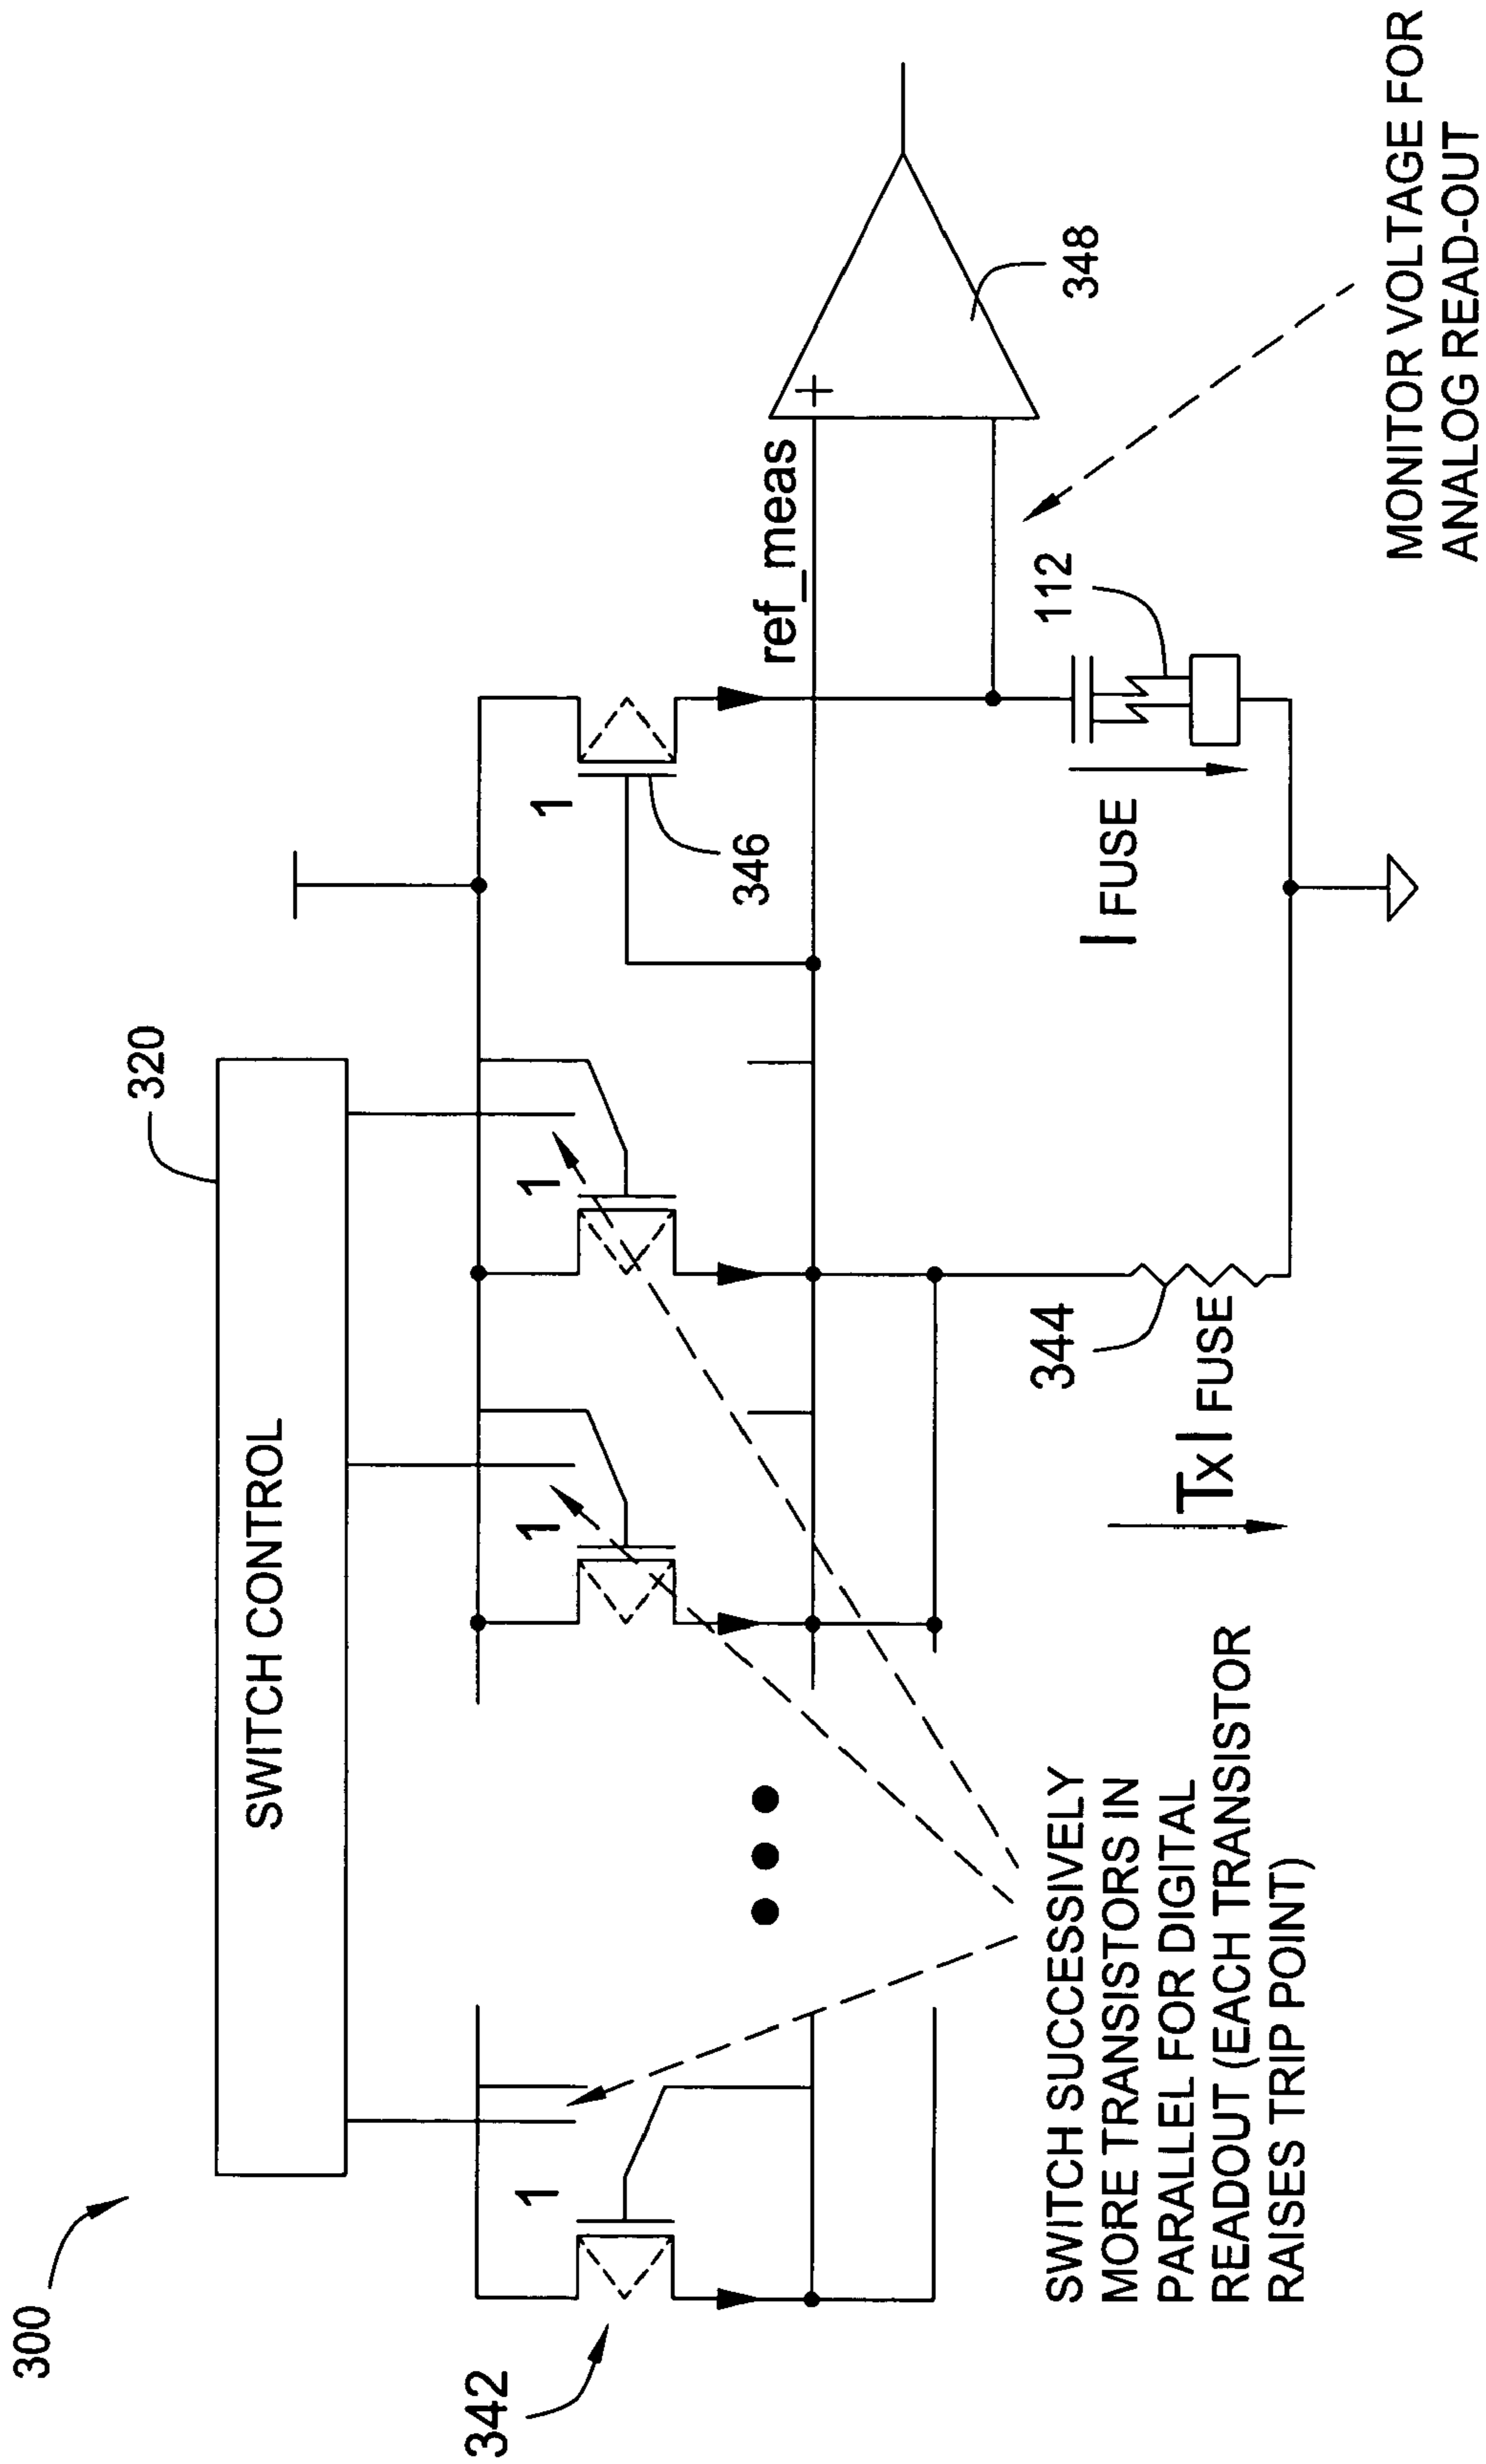 300
320
SWITCH CONTROL
342
1
1
1
1
346
ref_meas
+
348
SWITCH SUCCESSIVELY
MORE TRANSISTORS IN
PARALLEL FOR DIGITAL
READOUT (EACH TRANSISTOR
RAISES TRIP POINT)
344
TX I FUSE
I FUSE
112
MONITOR VOLTAGE FOR
ANALOG READ-OUT